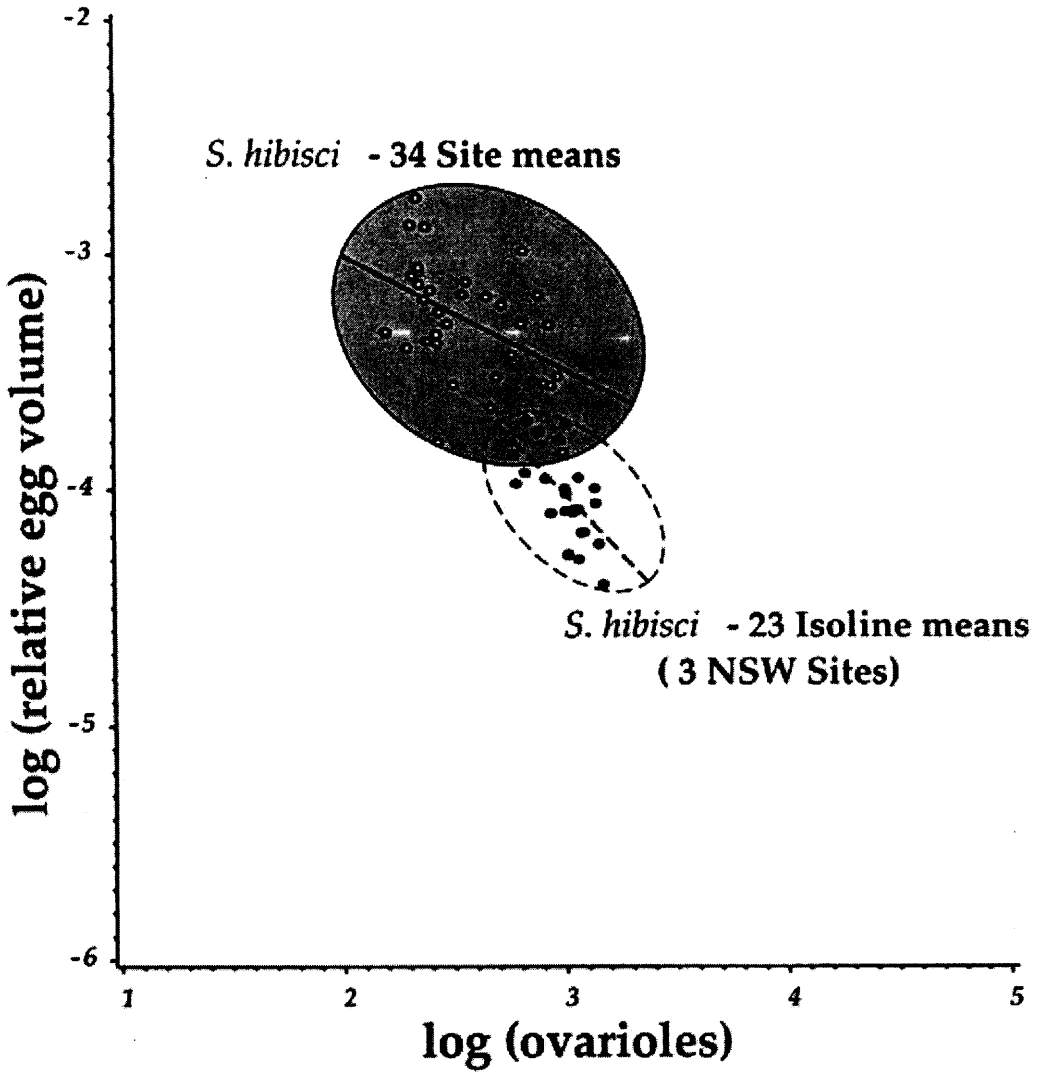 -2
S. hibisci - 34 Site means
-3
log (relative egg volume)
-4
S. hibisci - 23 Isoline means
( 3 NSW Sites)
-5
-6
1 2 3 4 5
log (ovarioles)